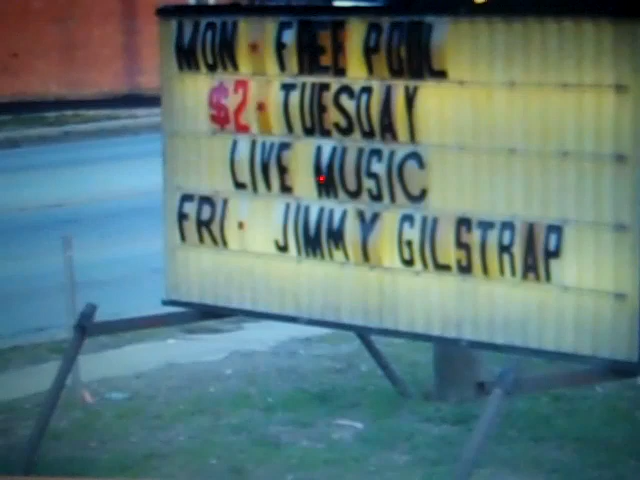 MON · FREE POOL
$2 · TUESDAY
LIVE MUSIC
FRI · JIMMY GILSTRAP